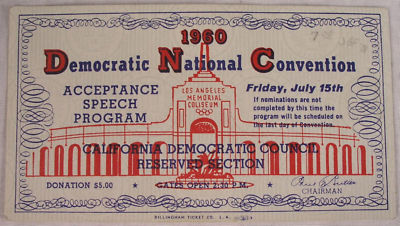 1960
Democratic National Convention
ACCEPTANCE
SPEECH
PROGRAM
LOS ANGELES
MEMORIAL
COLISEUM
Friday, July 15th
If nominations are not
completed by this time the
program will be scheduled on
the last day of Convention.
CALIFORNIA DEMOCRATIC COUNCIL
RESERVED SECTION
DONATION $5.00
GATES OPEN 2:30 P.M.
CHAIRMAN
BILLINGHAM TICKET CO. L. A.